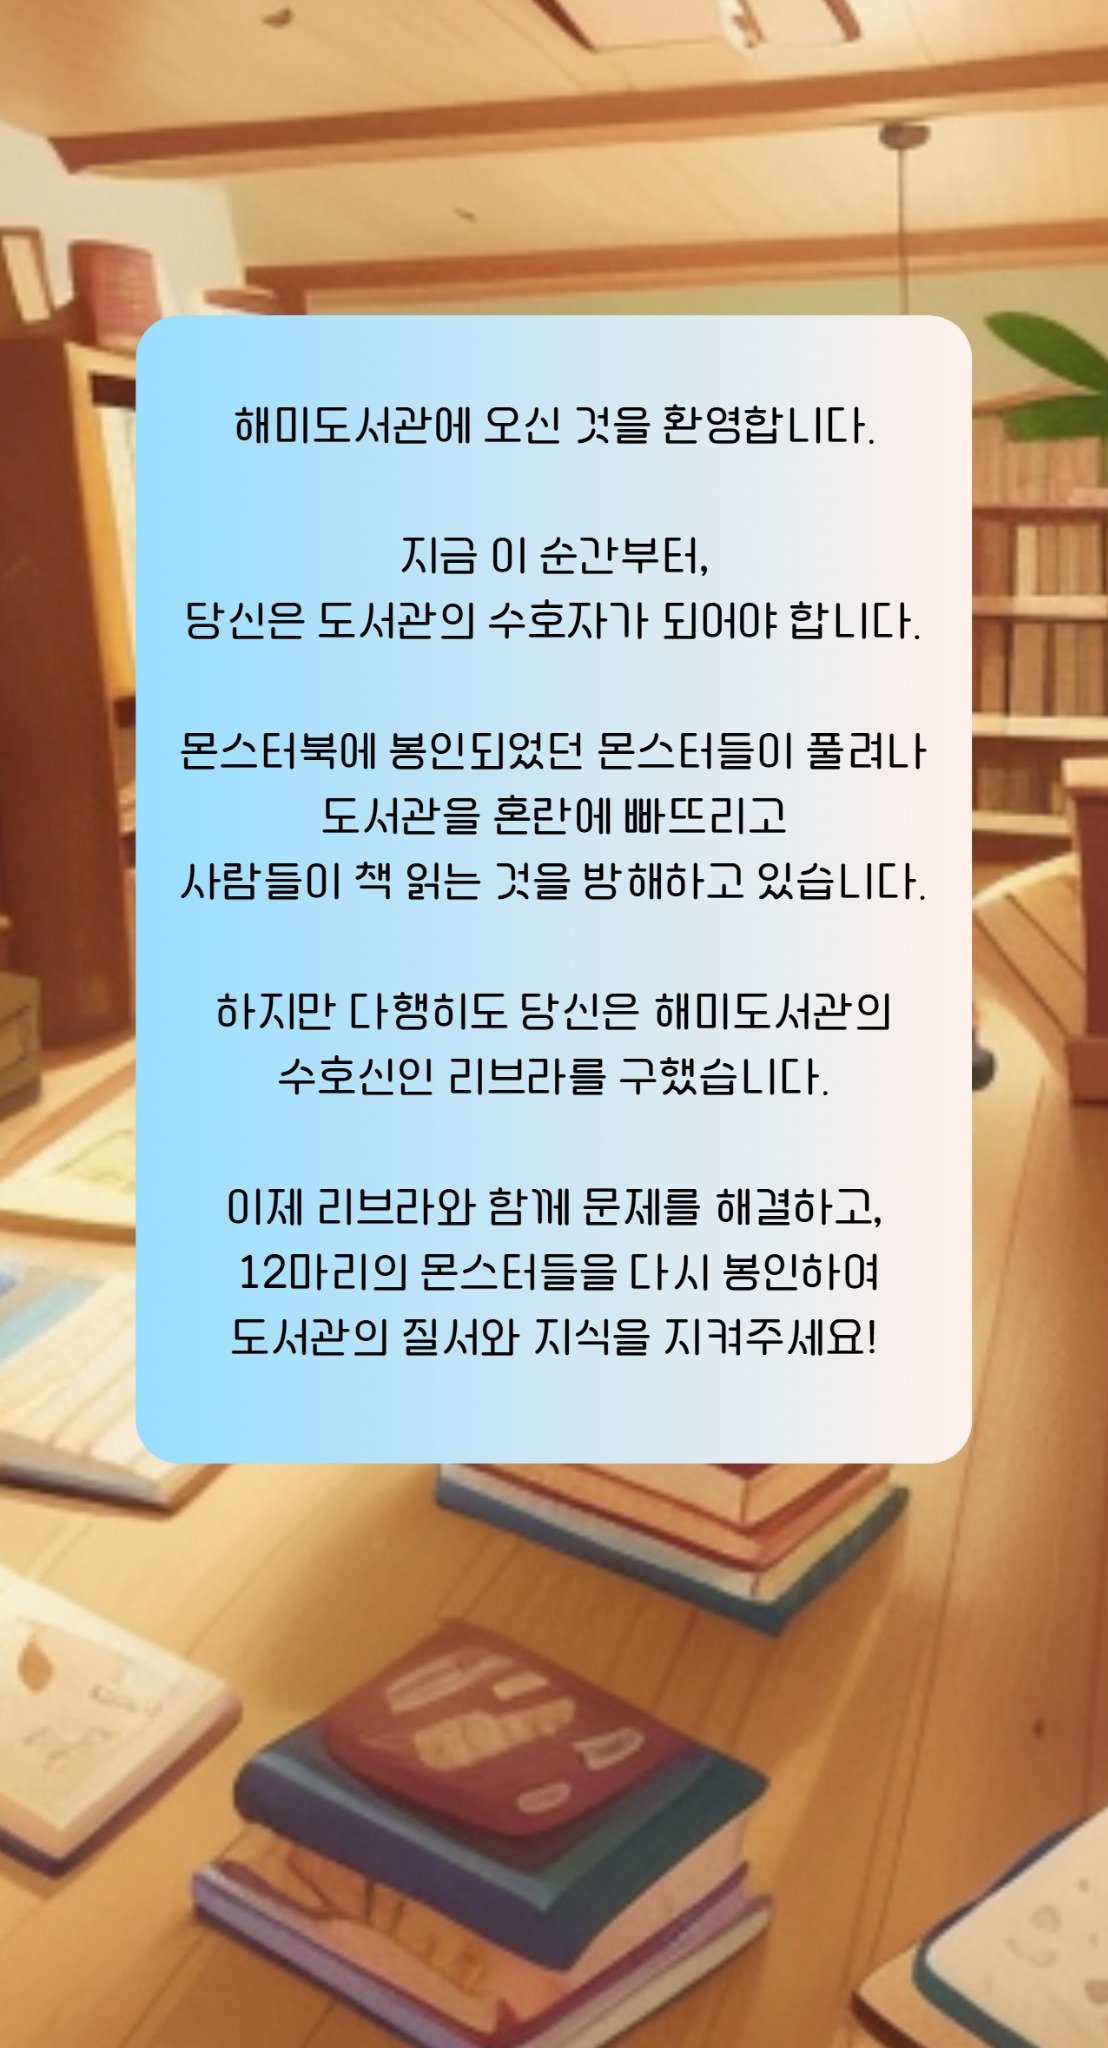 해미도서관에 오신 것을 환영합니다.
지금 이 순간부터,
당신은 도서관의 수호자가 되어야 합니다.
몬스터북에 봉인되었던 몬스터들이 풀려나
도서관을 혼란에 빠뜨리고
사람들이 책 읽는 것을 방해하고 있습니다.
하지만 다행히도 당신은 해미도서관의
수호신인 리브라를 구했습니다.
이제 리브라와 함께 문제를 해결하고,
12마리의 몬스터들을 다시 봉인하여
도서관의 질서와 지식을 지켜주세요!